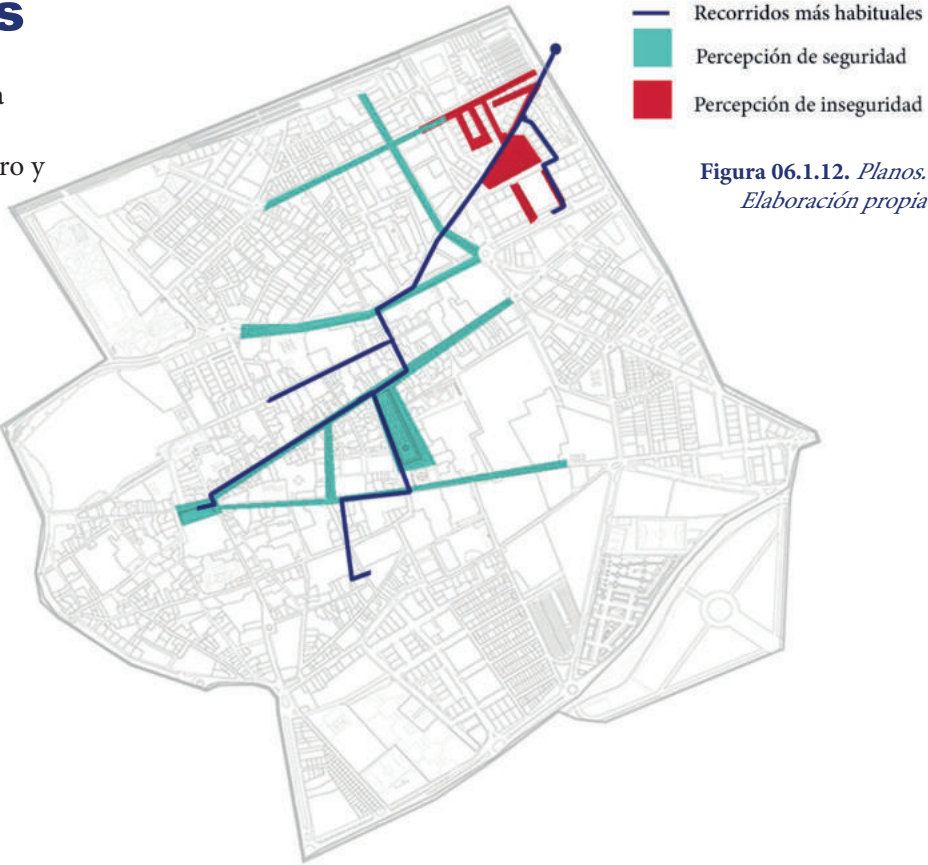 s
a
ro y
Recorridos más habituales
Percepción de seguridad
Percepción de inseguridad
Figura 06.1.12. Planos.
Elaboración propia